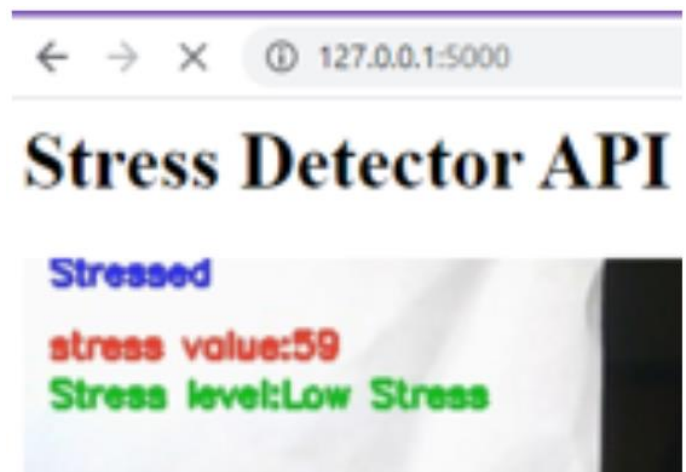 127.0.0.1:5000
Stress Detector API
Stressed
stress value:59
Stress level:Low Stress